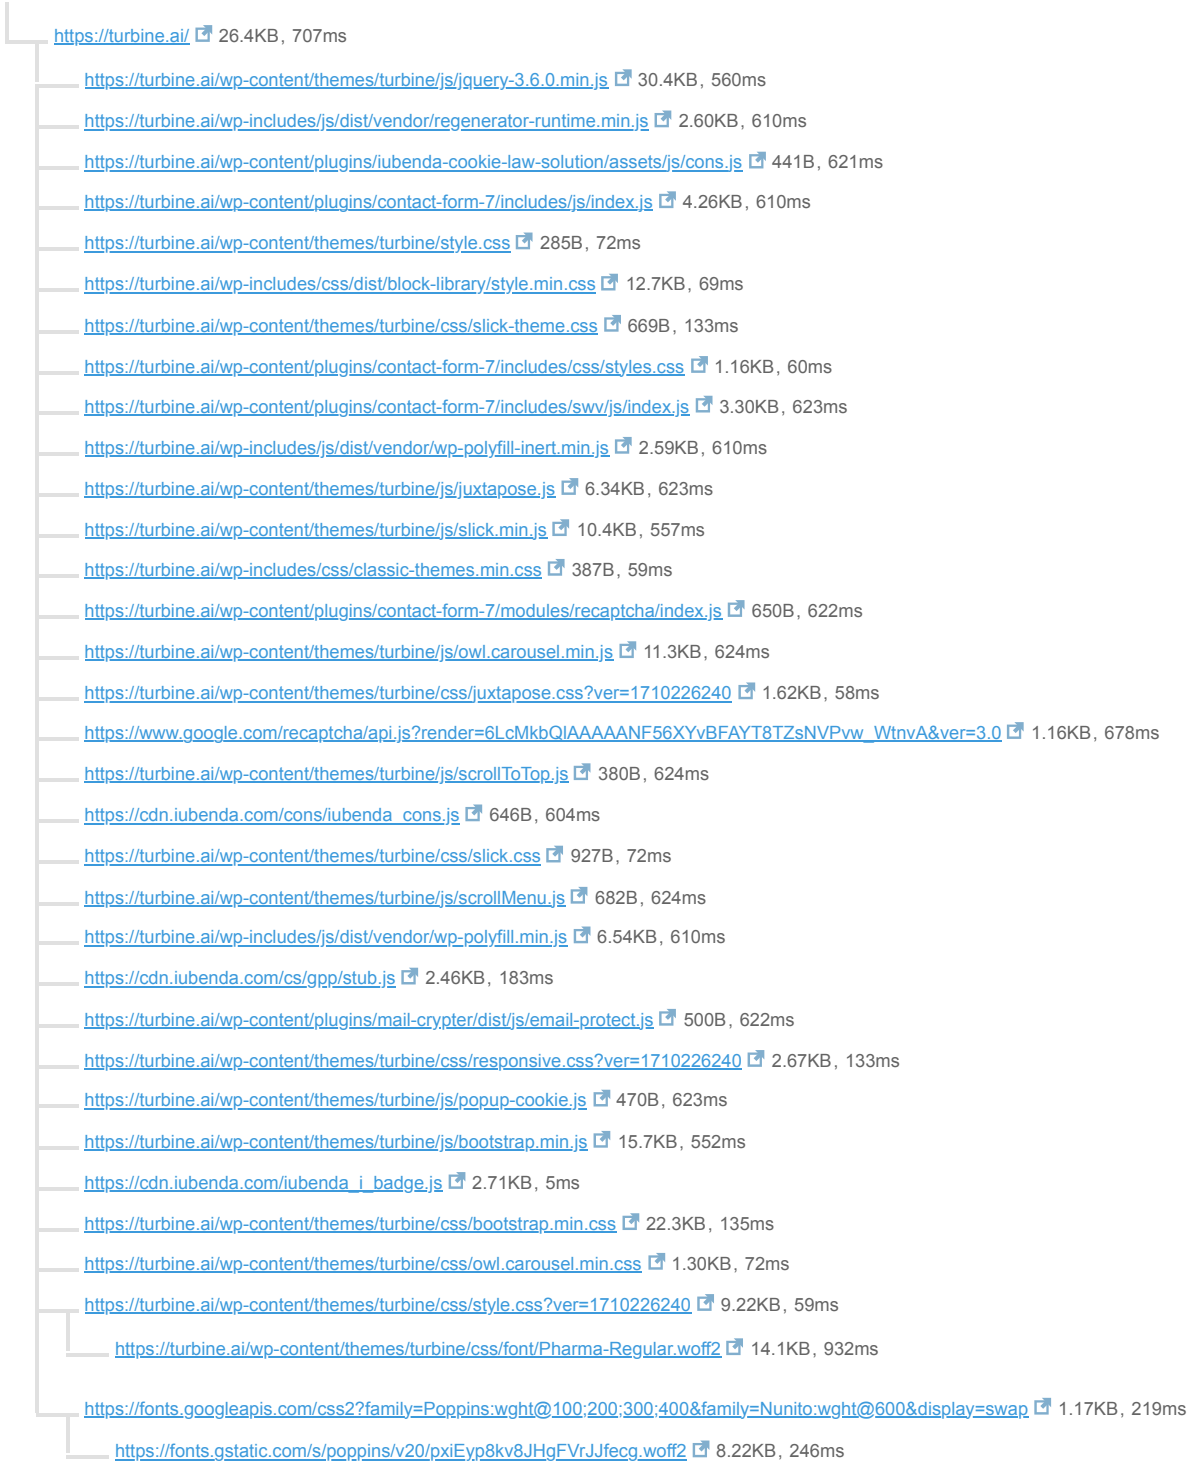 https://turbine.ai/ 26.4KB, 707ms
https://turbine.ai/wp-content/themes/turbine/js/jquery-3.6.0.min.js 30.4KB, 560ms
https://turbine.ai/wp-includes/js/dist/vendor/regenerator-runtime.min.js 2.60KB, 610ms
https://turbine.ai/wp-content/plugins/iubenda-cookie-law-solution/assets/js/cons.js 441B, 621ms
https://turbine.ai/wp-content/plugins/contact-form-7/includes/js/index.js 4.26KB, 610ms
https://turbine.ai/wp-content/themes/turbine/style.css 285B, 72ms
https://turbine.ai/wp-includes/css/dist/block-library/style.min.css 12.7KB, 69ms
https://turbine.ai/wp-content/themes/turbine/css/slick-theme.css 669B, 133ms
https://turbine.ai/wp-content/plugins/contact-form-7/includes/css/styles.css 1.16KB, 60ms
https://turbine.ai/wp-content/plugins/contact-form-7/includes/swv/js/index.js 3.30KB, 623ms
https://turbine.ai/wp-includes/js/dist/vendor/wp-polyfill-inert.min.js 2.59KB, 610ms
https://turbine.ai/wp-content/themes/turbine/js/juxtapose.js 6.34KB, 623ms
https://turbine.ai/wp-content/themes/turbine/js/slick.min.js 10.4KB, 557ms
https://turbine.ai/wp-includes/css/classic-themes.min.css 387B, 59ms
https://turbine.ai/wp-content/plugins/contact-form-7/modules/recaptcha/index.js 650B, 622ms
https://turbine.ai/wp-content/themes/turbine/js/owl.carousel.min.js 11.3KB, 624ms
https://turbine.ai/wp-content/themes/turbine/css/juxtapose.css?ver=1710226240 1.62KB, 58ms
https://www.google.com/recaptcha/api.js?render=6LcMkbQlAAAAANF56XYvBFAYT8TZsNVPvw_WtnvA&ver=3.0 1.16KB, 678ms
https://turbine.ai/wp-content/themes/turbine/js/scrollToTop.js 380B, 624ms
https://cdn.iubenda.com/cons/iubenda_cons.js 646B, 604ms
https://turbine.ai/wp-content/themes/turbine/css/slick.css 927B, 72ms
https://turbine.ai/wp-content/themes/turbine/js/scrollMenu.js 682B, 624ms
https://turbine.ai/wp-includes/js/dist/vendor/wp-polyfill.min.js 6.54KB, 610ms
https://cdn.iubenda.com/cs/gpp/stub.js 2.46KB, 183ms
https://turbine.ai/wp-content/plugins/mail-crypter/dist/js/email-protect.js 500B, 622ms
https://turbine.ai/wp-content/themes/turbine/css/responsive.css?ver=1710226240 2.67KB, 133ms
https://turbine.ai/wp-content/themes/turbine/js/popup-cookie.js 470B, 623ms
https://turbine.ai/wp-content/themes/turbine/js/bootstrap.min.js 15.7KB, 552ms
https://cdn.iubenda.com/iubenda_i_badge.js 2.71KB, 5ms
https://turbine.ai/wp-content/themes/turbine/css/bootstrap.min.css 22.3KB, 135ms
https://turbine.ai/wp-content/themes/turbine/css/owl.carousel.min.css 1.30KB, 72ms
https://turbine.ai/wp-content/themes/turbine/css/style.css?ver=1710226240 9.22KB, 59ms
https://turbine.ai/wp-content/themes/turbine/css/font/Pharma-Regular.woff2 14.1KB, 932ms
https://fonts.googleapis.com/css2?family=Poppins:wght@100;200;300;400&family=Nunito:wght@600&display=swap 1.17KB, 219ms
https://fonts.gstatic.com/s/poppins/v20/pxiEyp8kv8JHgFVrJJfecg.woff2 8.22KB, 246ms